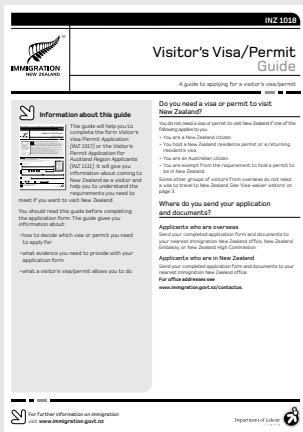 INZ 1018
IMMIGRATION
NEW ZEALAND
Visitor's Visa/Permit
Guide
A guide to applying for a visitor's visa/permit
Information about this guide
This guide will help you to
complete the form Visitor's
Visa/Permit Application
(INZ 1017) or the Visitor's
Permit Application for
Auckland Region Applicants
(INZ 1111). It will give you
information about coming to
New Zealand as a visitor and
help you to understand the
requirements you need to
meet if you want to visit New Zealand.
You should read this guide before completing
the application form. The guide gives you
information about:
• how to decide which visa or permit you need
to apply for
• what evidence you need to provide with your
application form
• what a visitor's visa/permit allows you to do.
Do you need a visa or permit to visit
New Zealand?
You do not need a visa or permit to visit New Zealand if one of the
following applies to you.
• You are a New Zealand citizen.
• You hold a New Zealand residence permit or a returning
resident's visa.
• You are an Australian citizen.
• You are exempt from the requirement to hold a permit to
be in New Zealand.
Some other groups of visitors from overseas do not need
a visa to travel to New Zealand. See 'Visa-waiver visitors' on
page 3.
Where do you send your application
and documents?
Applicants who are overseas
Send your completed application form and documents to
your nearest Immigration New Zealand office, New Zealand
Embassy, or New Zealand High Commission.
Applicants who are in New Zealand
Send your completed application form and documents to your
nearest Immigration New Zealand office.
For office addresses see
www.immigration.govt.nz/contactus.
For further information on immigration
visit www.immigration.govt.nz
Department of Labour